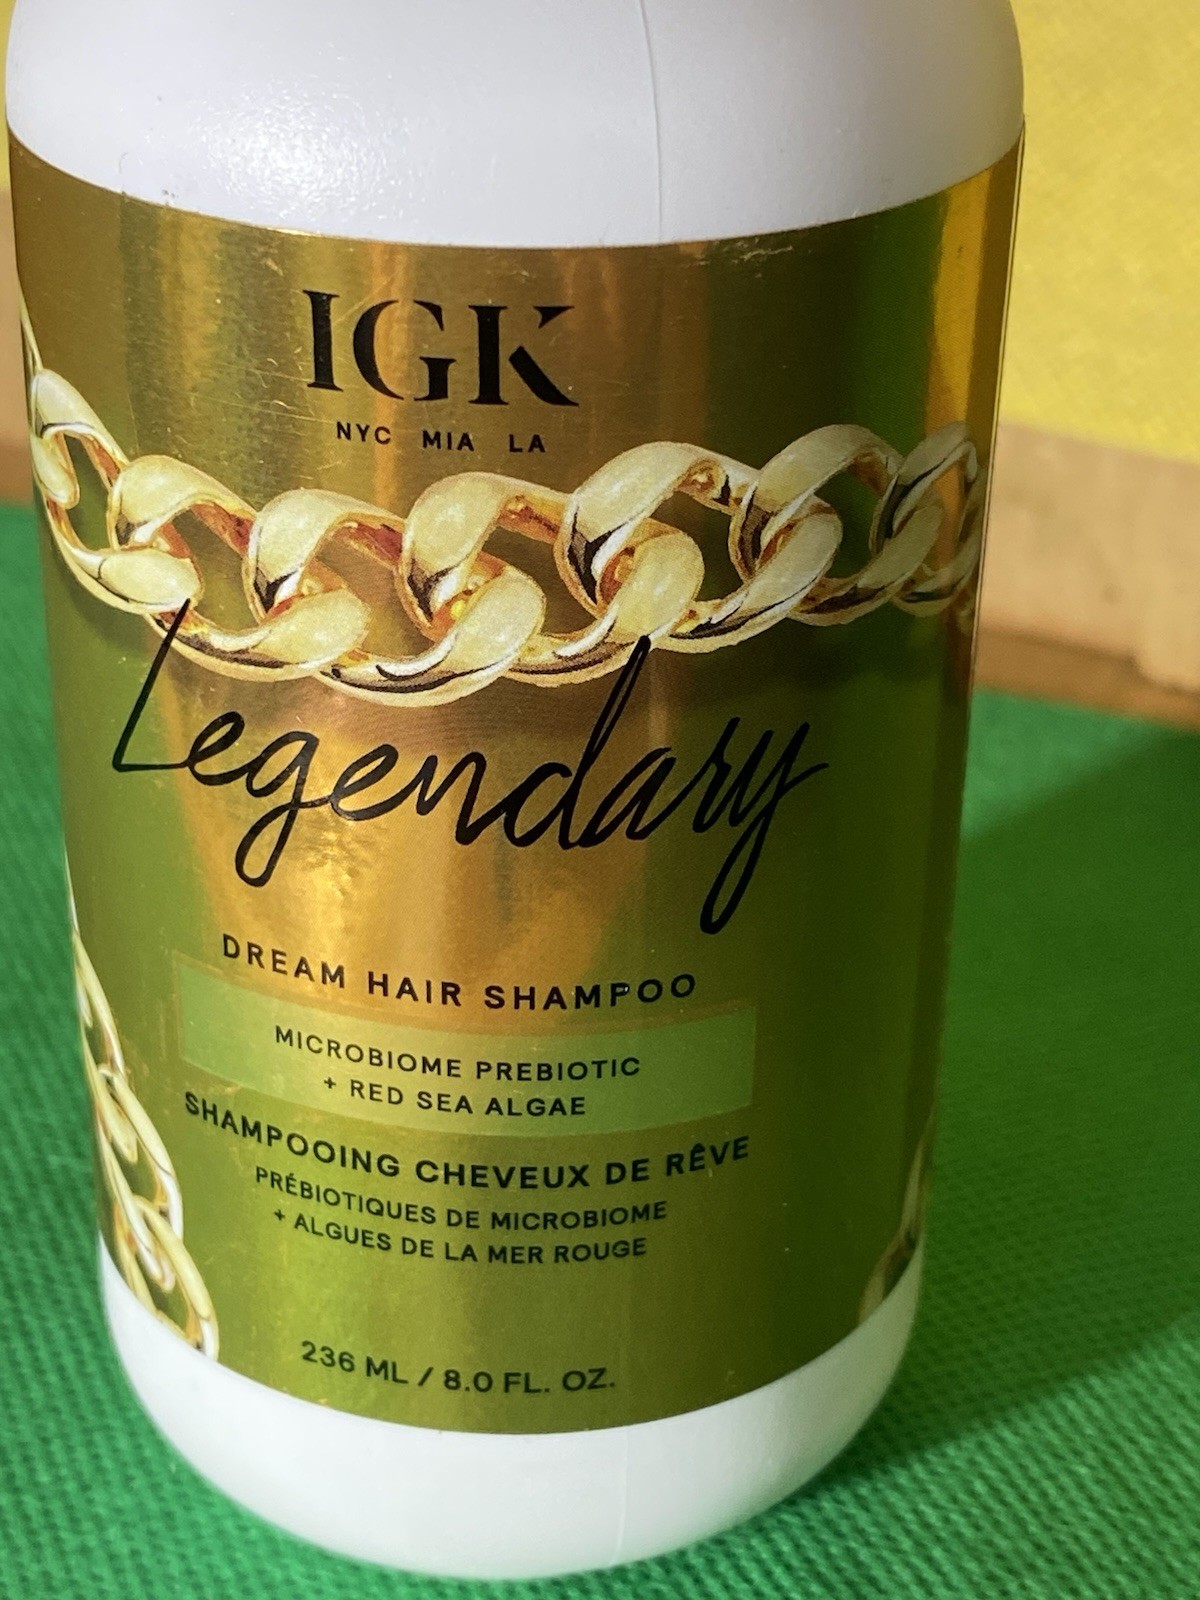 IGK
NYC MIA LA
Legendary
DREAM HAIR SHAMPOO
MICROBIOME PREBIOTIC
+ RED SEA ALGAE
SHAMPOOING CHEVEUX DE RÊVE
PRÉBIOTIQUES DE MICROBIOME
+ ALGUES DE LA MER ROUGE
236 ML / 8.0 FL. OZ.